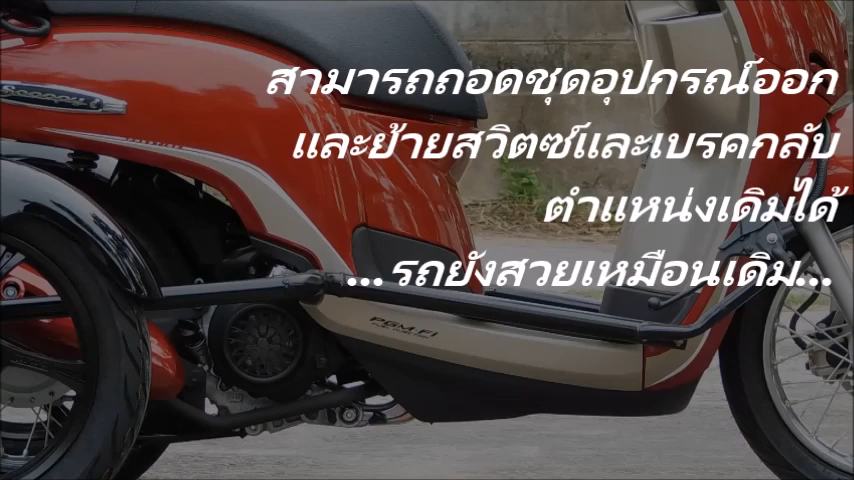 สามารถถอดชุดอุปกรณ์ออก
และย้ายสวิตซ์และเบรคกลับ
ตำแหน่งเดิมได้
...รถยังสวยเหมือนเดิม...
Scoopy i
PGM.FI